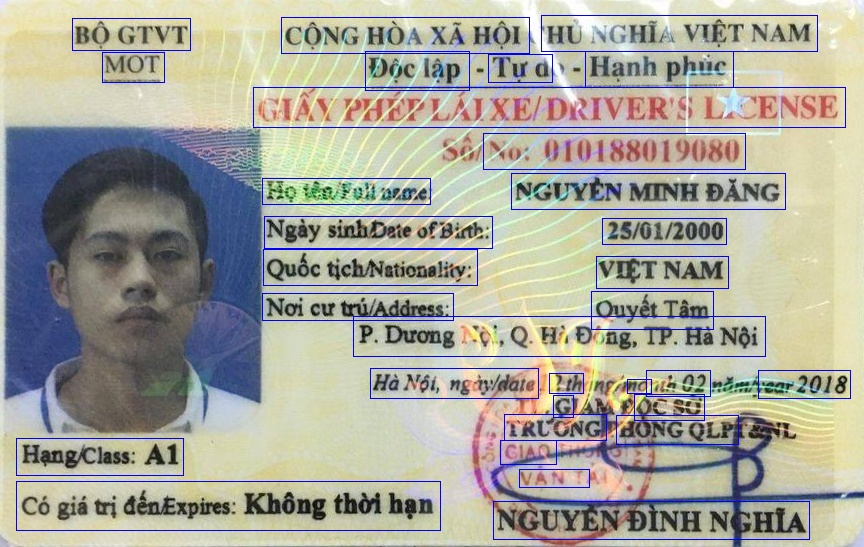 BỘ GTVT
MOT
CỘNG HÒA XÃ HỘI CHỦ NGHĨA VIỆT NAM
Độc lập - Tự do - Hạnh phúc
GIẤY PHÉP LÁI XE/DRIVER'S LICENSE
Số/No: 010188019080
Họ tên/Full name: NGUYỄN MINH ĐĂNG
Ngày sinh/Date of Birth: 25/01/2000
Quốc tịch/Nationality: VIỆT NAM
Nơi cư trú/Address: Quyết Tâm
P. Dương Nội, Q. Hà Đông, TP. Hà Nội
Hà Nội, ngày/date tháng/month 02 năm/year 2018
TL. GIÁM ĐỐC SỞ
TRƯỞNG PHÒNG QLPT&NL
GIAO THÔNG
VẬN TẢI
NGUYỄN ĐÌNH NGHĨA
Hạng/Class: A1
Có giá trị đến/Expires: Không thời hạn